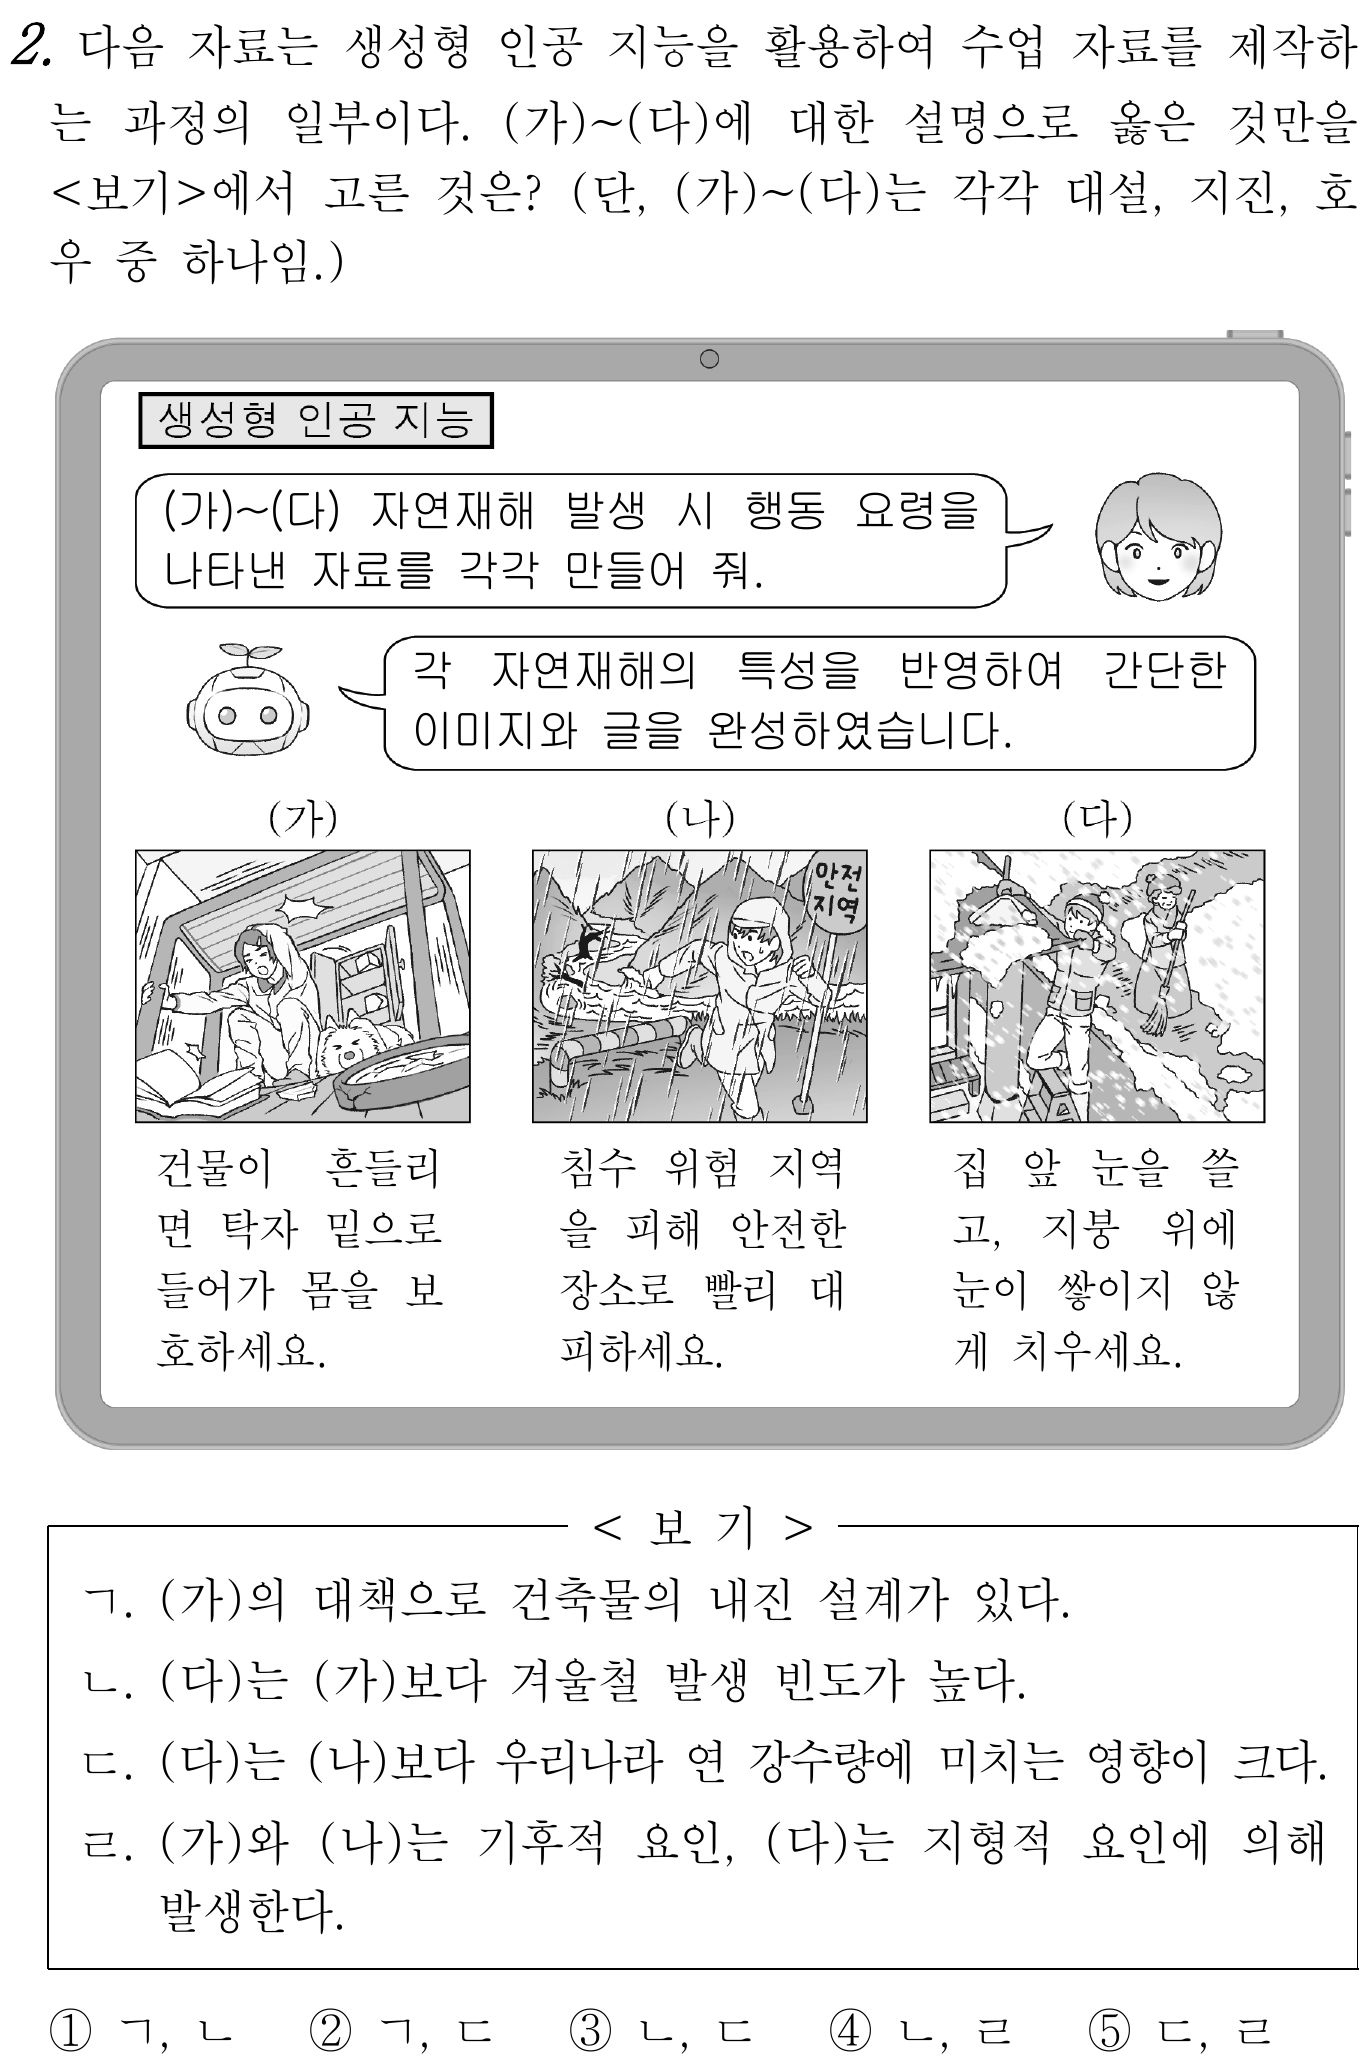 2. 다음 자료는 생성형 인공 지능을 활용하여 수업 자료를 제작하
는 과정의 일부이다. (가)~(다)에 대한 설명으로 옳은 것만을
<보기>에서 고른 것은? (단, (가)~(다)는 각각 대설, 지진, 호
우 중 하나임.)
생성형 인공 지능
(가)~(다) 자연재해 발생 시 행동 요령을
나타낸 자료를 각각 만들어 줘.
각 자연재해의 특성을 반영하여 간단한
이미지와 글을 완성하였습니다.
(가)
건물이 흔들리
면 탁자 밑으로
들어가 몸을 보
호하세요.
(나)
안전
지역
침수 위험 지역
을 피해 안전한
장소로 빨리 대
피하세요.
(다)
집 앞 눈을 쓸
고, 지붕 위에
눈이 쌓이지 않
게 치우세요.
< 보 기 >
ㄱ. (가)의 대책으로 건축물의 내진 설계가 있다.
ㄴ. (다)는 (가)보다 겨울철 발생 빈도가 높다.
ㄷ. (다)는 (나)보다 우리나라 연 강수량에 미치는 영향이 크다.
ㄹ. (가)와 (나)는 기후적 요인, (다)는 지형적 요인에 의해
발생한다.
① ㄱ, ㄴ ② ㄱ, ㄷ ③ ㄴ, ㄷ ④ ㄴ, ㄹ ⑤ ㄷ, ㄹ